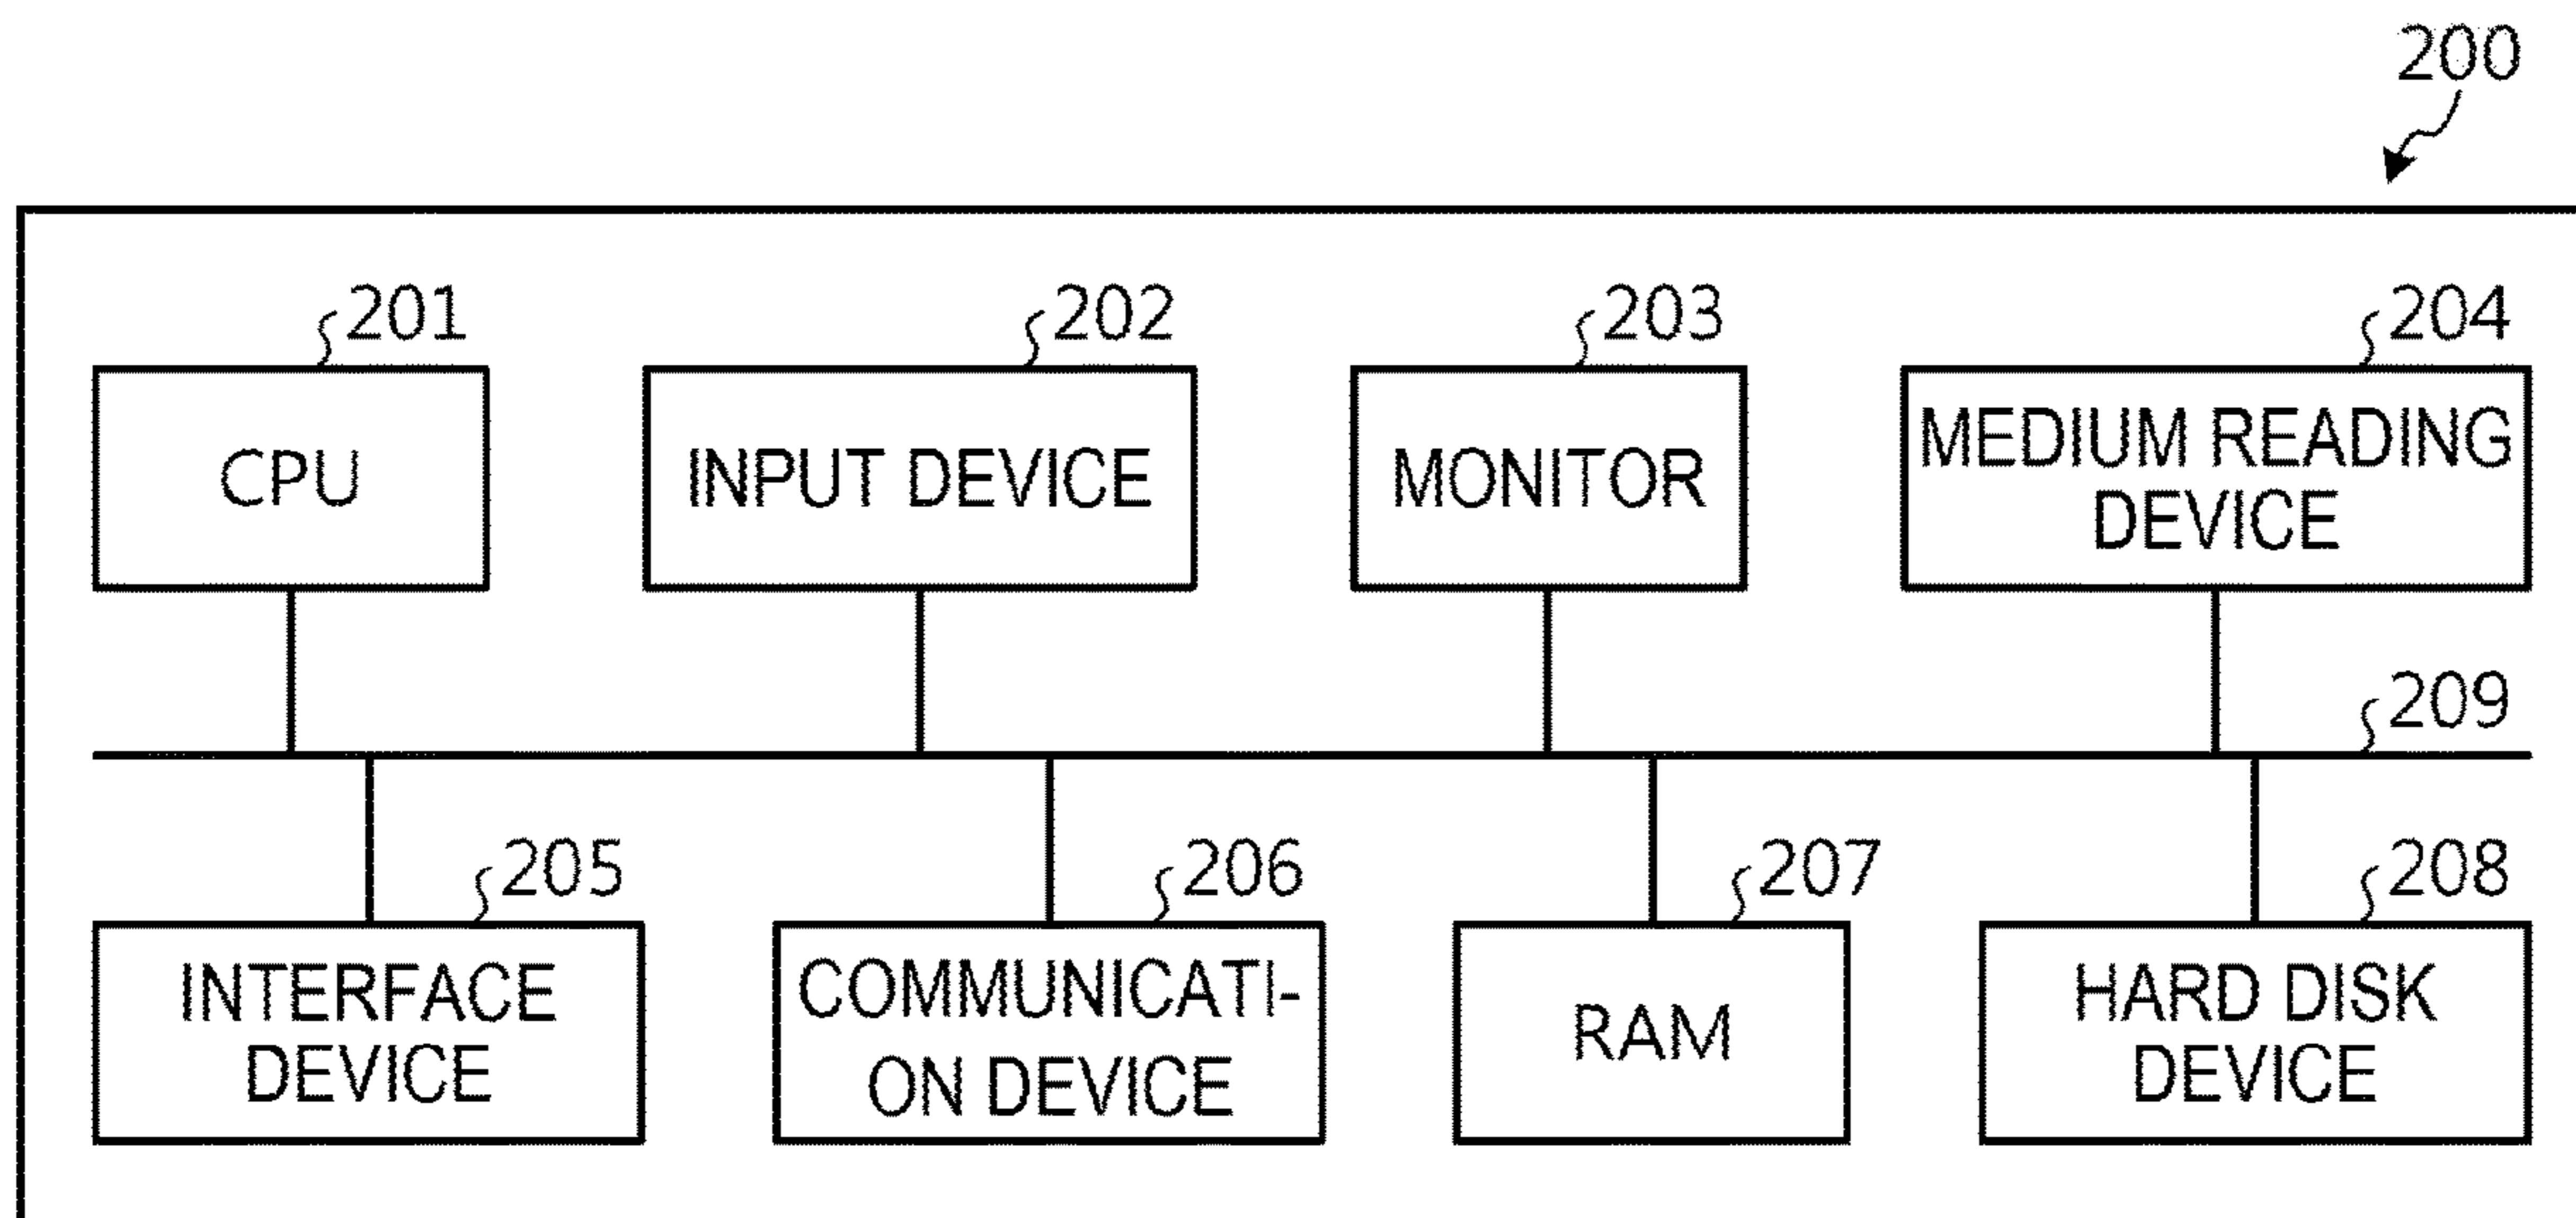 200
201
202
203
204
CPU
INPUT DEVICE
MONITOR
MEDIUM READING
DEVICE
209
205
206
207
208
INTERFACE
DEVICE
COMMUNICATI-
ON DEVICE
RAM
HARD DISK
DEVICE